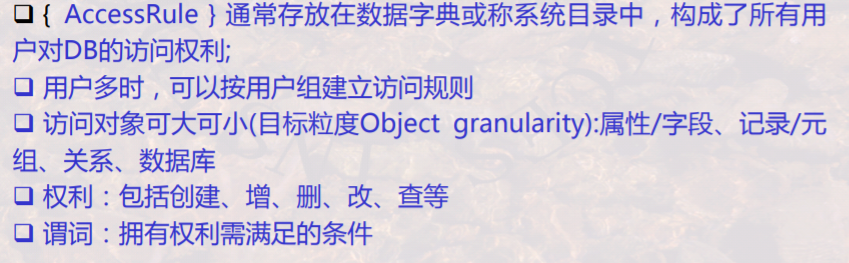 ❑ { AccessRule } 通常存放在数据字典或称系统目录中，构成了所有用
户对DB的访问权利;
❑ 用户多时，可以按用户组建立访问规则
❑ 访问对象可大可小(目标粒度Object granularity):属性/字段、记录/元
组、关系、数据库
❑ 权利：包括创建、增、删、改、查等
❑ 谓词：拥有权利需满足的条件